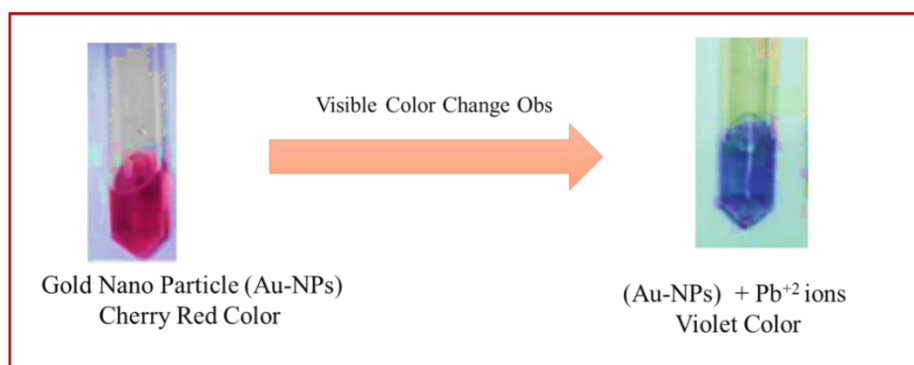 Visible Color Change Obs
Gold Nano Particle (Au-NPs)
Cherry Red Color
(Au-NPs) + Pb⁺² ions
Violet Color